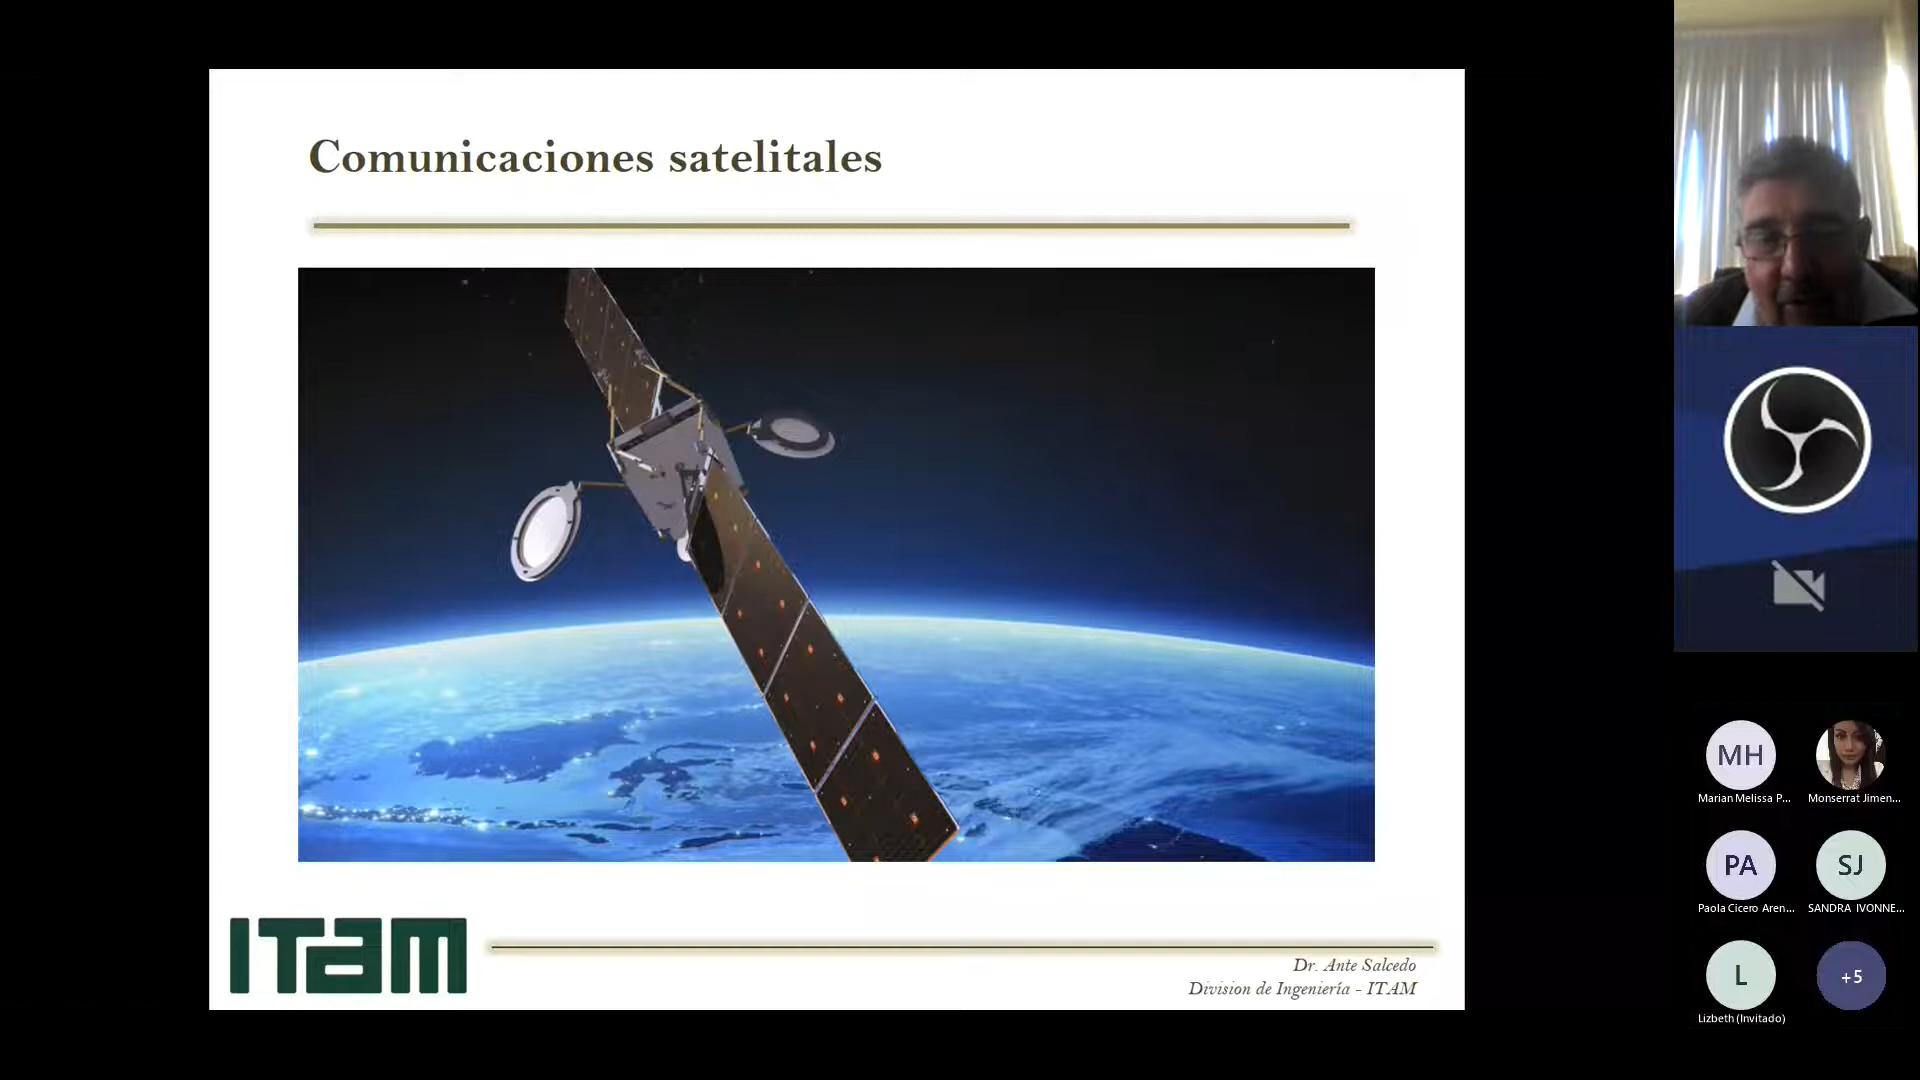 Comunicaciones satelitales
ITAM
Dr. Ante Salcedo
Division de Ingeniería - ITAM
MH
Marian Melissa P...
Monserrat Jimen...
PA
Paola Cicero Aren...
SJ
SANDRA IVONNE...
L
Lizbeth (Invitado)
+5